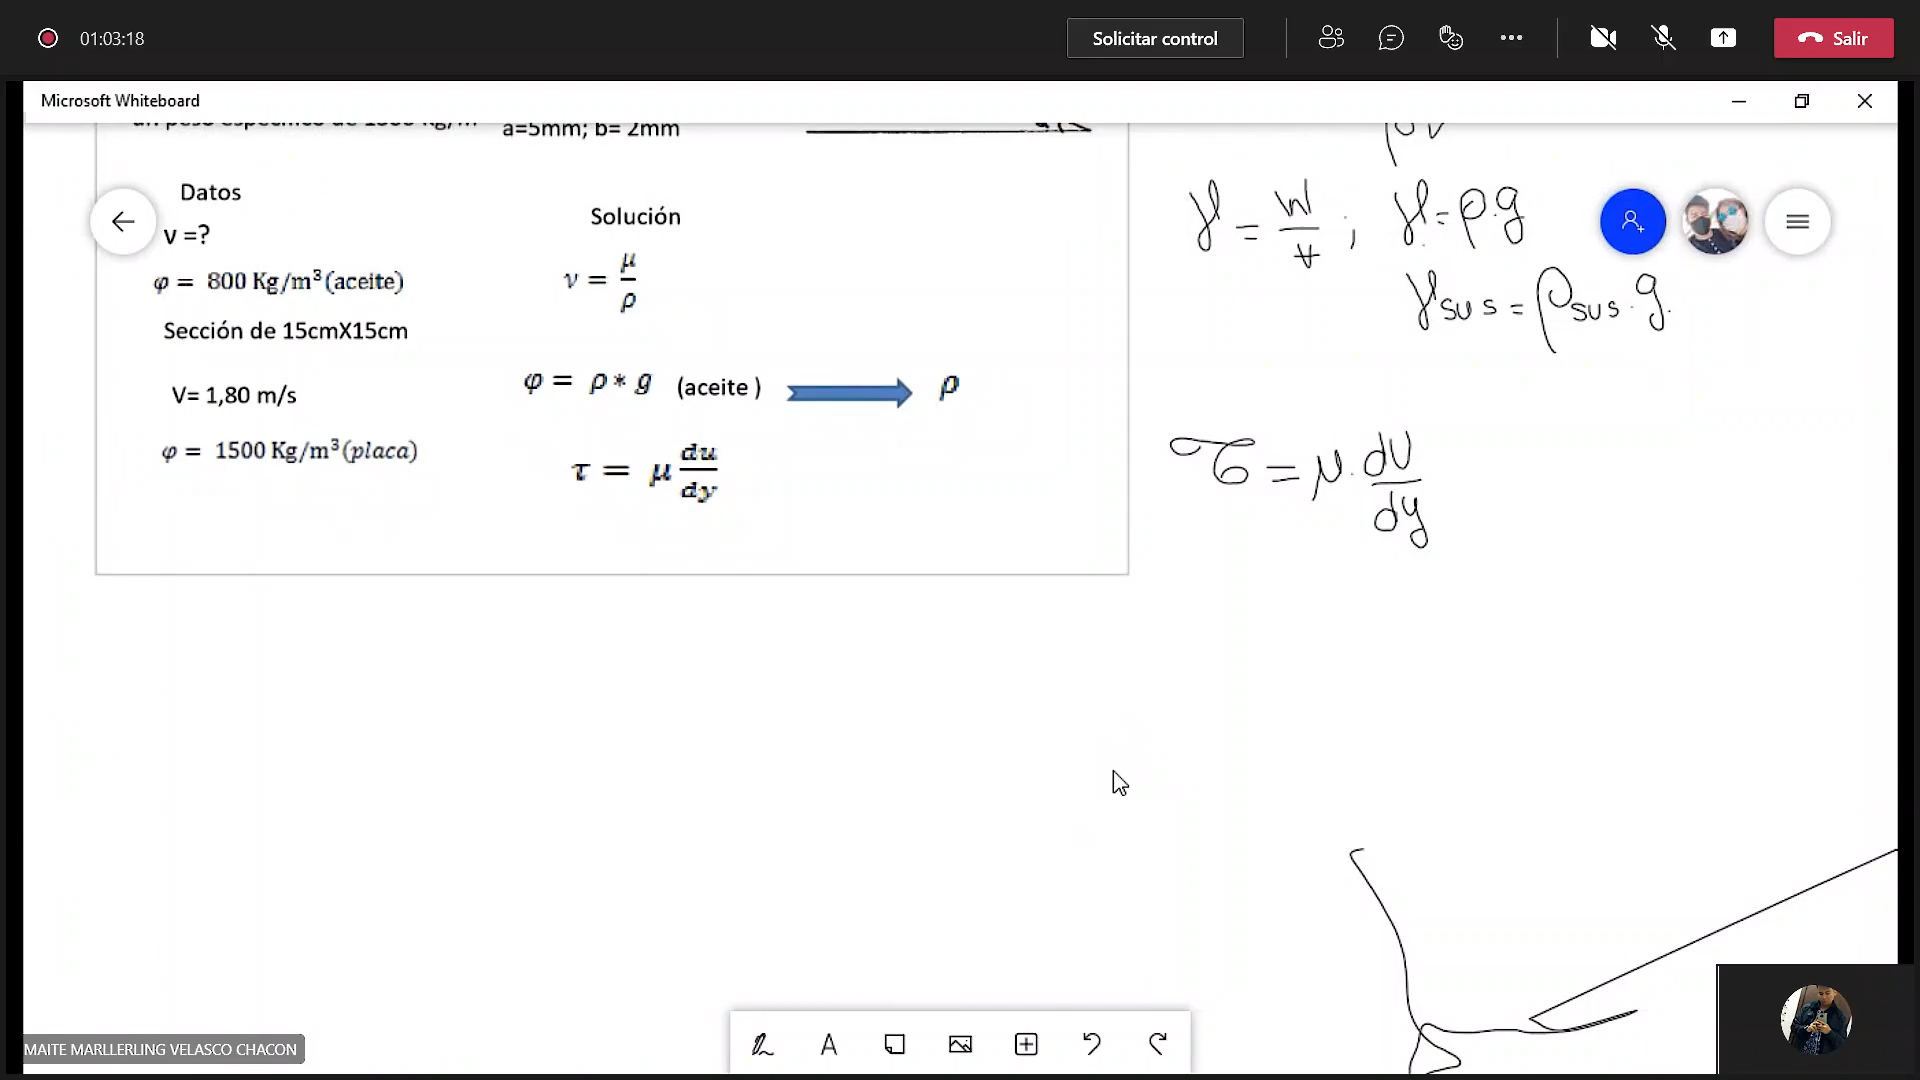 01:03:18
Solicitar control
Salir
Microsoft Whiteboard
a=5mm; b= 2mm
Datos
v =?
φ = 800 Kg/m³(aceite)
Sección de 15cmX15cm
V= 1,80 m/s
φ = 1500 Kg/m³(placa)
Solución
ν = μ/ρ
φ = ρ * g (aceite ) ρ
τ = μ du/dy
γ = W/V ; γ = ρ.g
γsus = ρsus.g.
τ = μ. dU/dy
MAITE MARLLERLING VELASCO CHACON
A